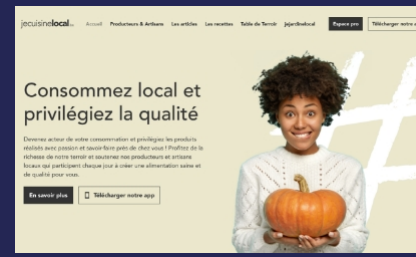 jecuisinelocal
Accueil Producteurs & Artisans Les articles Les recettes Table de Terroir jejardinelocal Espace pro Télécharger notre a
Consommez local et
privilégiez la qualité
Devenez acteur de votre consommation et privilégiez les produits
réalisés avec passion et savoir-faire près de chez vous ! Profitez de la
richesse de notre terroir et soutenez nos producteurs et artisans
locaux qui participent chaque jour à créer une alimentation saine et
de qualité pour vous.
En savoir plus Télécharger notre app